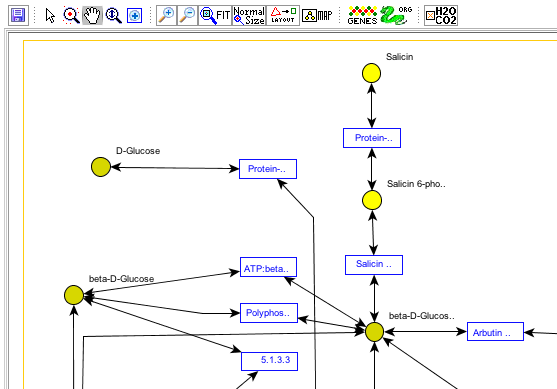 FIT
Normal
Size
LAYOUT
MAP
GENES
ORG
H2O
CO2
Salicin
Protein-..
D-Glucose
Protein-..
Salicin 6-pho..
Salicin ..
ATP:beta..
beta-D-Glucose
Polyphos..
beta-D-Glucos..
Arbutin ..
5.1.3.3